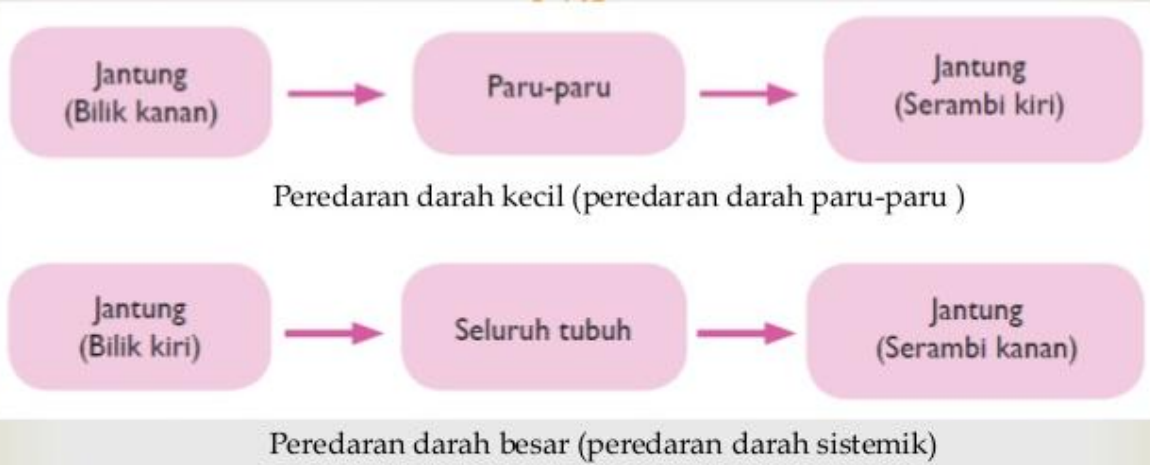 Jantung
(Bilik kanan)
Paru-paru
Jantung
(Serambi kiri)
Peredaran darah kecil (peredaran darah paru-paru )
Jantung
(Bilik kiri)
Seluruh tubuh
Jantung
(Serambi kanan)
Peredaran darah besar (peredaran darah sistemik)